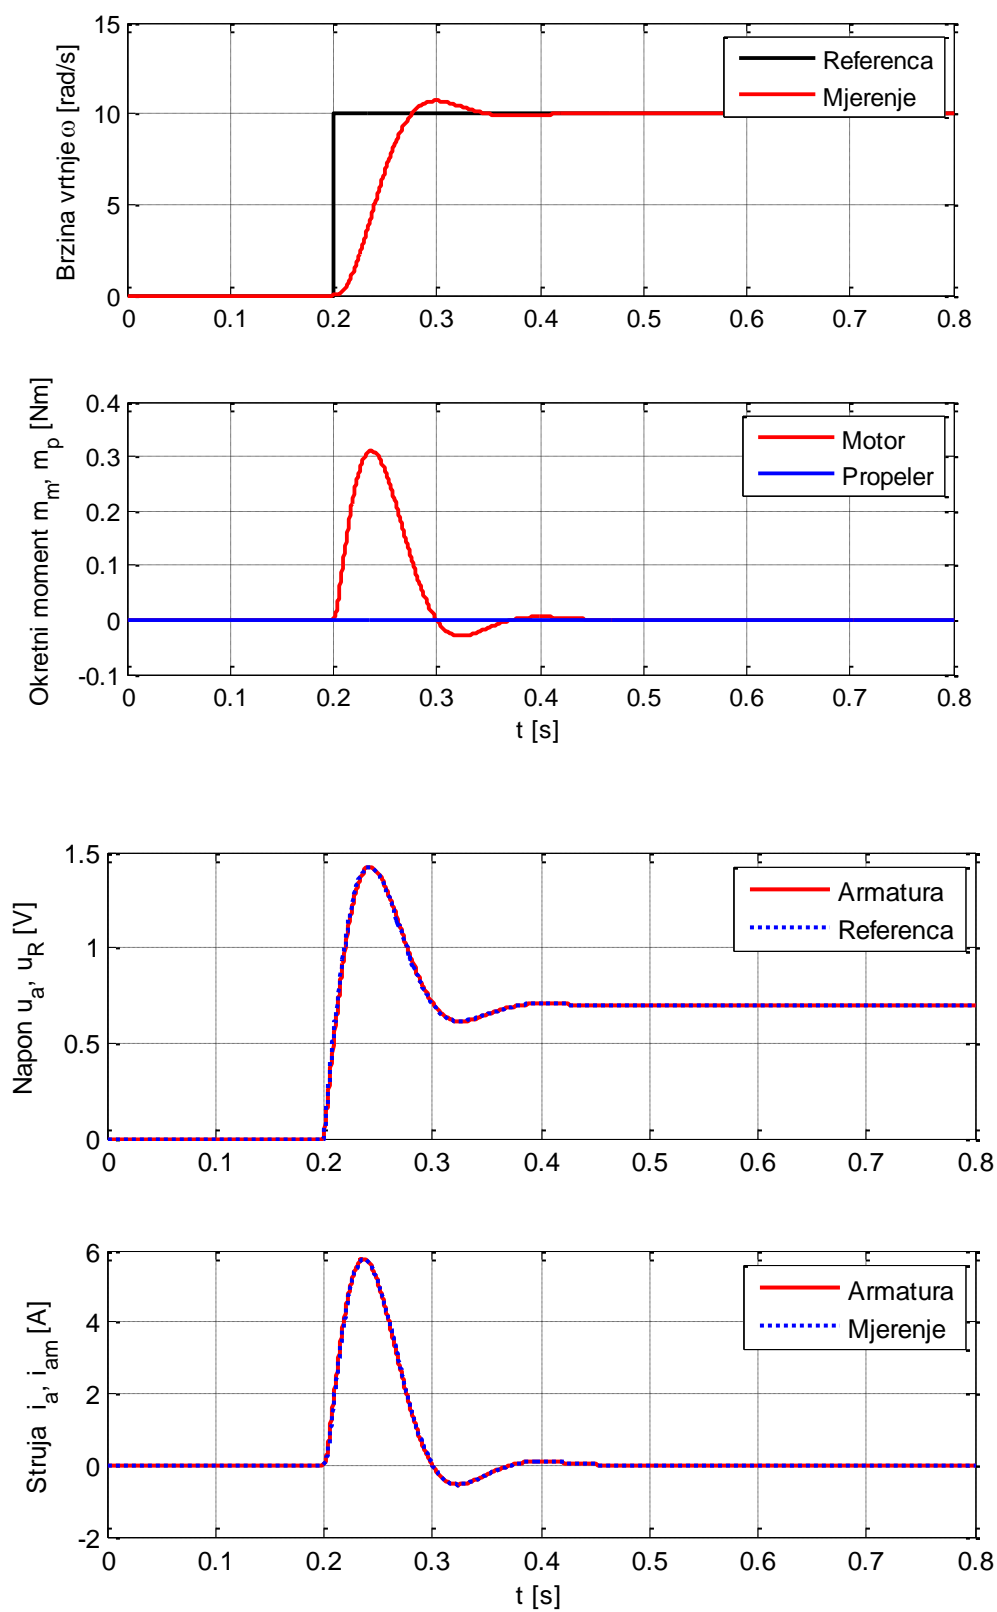 15
10
5
0
Brzina vrtnje ω [rad/s]
Referenca
Mjerenje
0 0.1 0.2 0.3 0.4 0.5 0.6 0.7 0.8
0.4
0.3
0.2
0.1
0
-0.1
Okretni moment m_m, m_p [Nm]
Motor
Propeler
0 0.1 0.2 0.3 0.4 0.5 0.6 0.7 0.8
t [s]
1.5
1
0.5
0
Napon u_a, u_R [V]
Armatura
Referenca
0 0.1 0.2 0.3 0.4 0.5 0.6 0.7 0.8
6
4
2
0
-2
Struja i_a, i_am [A]
Armatura
Mjerenje
0 0.1 0.2 0.3 0.4 0.5 0.6 0.7 0.8
t [s]